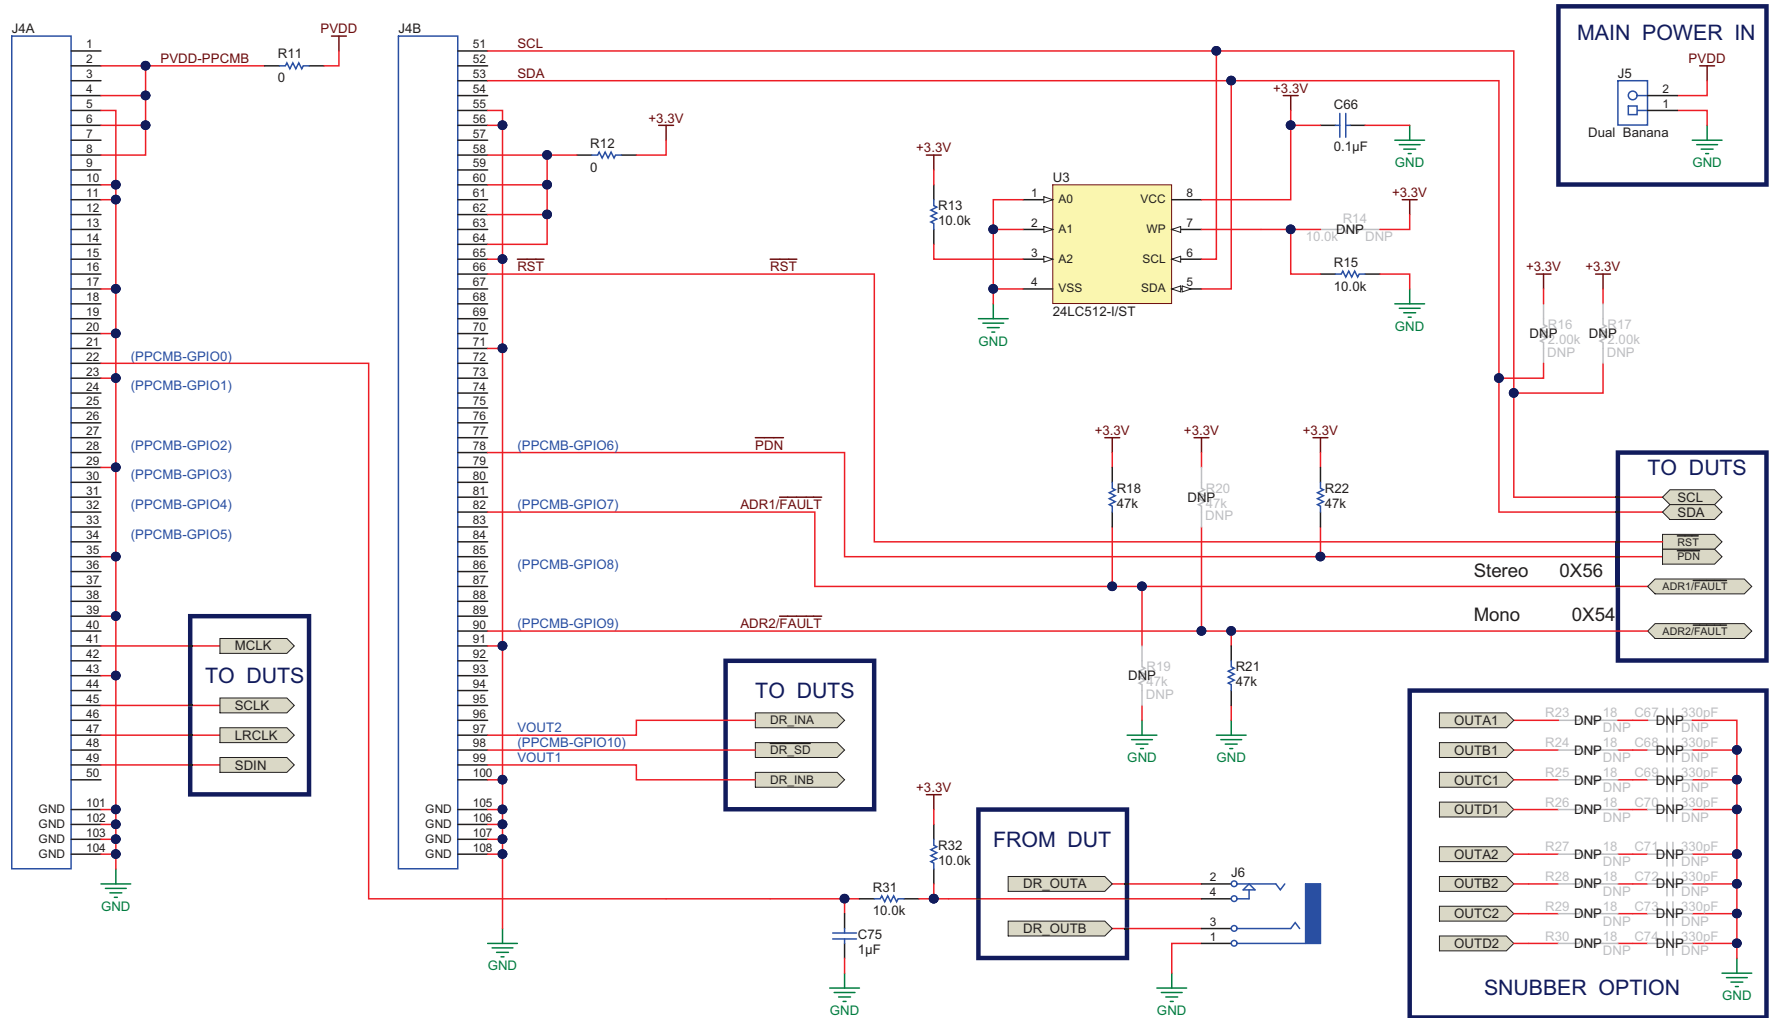 J4A
1
2
3
4
5
6
7
8
9
10
11
12
13
14
15
16
17
18
19
20
21
22
23
24
25
26
27
28
29
30
31
32
33
34
35
36
37
38
39
40
41
42
43
44
45
46
47
48
49
50
GND 101
GND 102
GND 103
GND 104
GND
PVDD-PPCMB
R11
0
PVDD
(PPCMB-GPIO0)
(PPCMB-GPIO1)
(PPCMB-GPIO2)
(PPCMB-GPIO3)
(PPCMB-GPIO4)
(PPCMB-GPIO5)
MCLK
TO DUTS
SCLK
LRCLK
SDIN
J4B
51
52
53
54
55
56
57
58
59
60
61
62
63
64
65
66
67
68
69
70
71
72
73
74
75
76
77
78
79
80
81
82
83
84
85
86
87
88
89
90
91
92
93
94
95
96
97
98
99
100
GND 105
GND 106
GND 107
GND 108
GND
SCL
SDA
R12
0
+3.3V
RST
RST
(PPCMB-GPIO6)
PDN
(PPCMB-GPIO7)
ADR1/FAULT
(PPCMB-GPIO8)
(PPCMB-GPIO9)
ADR2/FAULT
VOUT2
(PPCMB-GPIO10)
VOUT1
TO DUTS
DR_INA
DR_SD
DR_INB
+3.3V
R13
10.0k
U3
1 A0
2 A1
3 A2
4 VSS
VCC 8
WP 7
SCL 6
SDA 5
24LC512-I/ST
GND
+3.3V
C66
0.1µF
GND
+3.3V
R14
10.0k
DNP
DNP
R15
10.0k
GND
MAIN POWER IN
PVDD
J5
2
1
Dual Banana
GND
+3.3V
+3.3V
R16
DNP
2.00k
DNP
R17
DNP
2.00k
DNP
+3.3V
R18
47k
+3.3V
R20
DNP
47k
DNP
+3.3V
R22
47k
R19
DNP
47k
DNP
GND
R21
47k
GND
Stereo 0X56
Mono 0X54
TO DUTS
SCL
SDA
RST
PDN
ADR1/FAULT
ADR2/FAULT
+3.3V
R32
10.0k
R31
10.0k
C75
1µF
GND
FROM DUT
DR_OUTA
DR_OUTB
J6
2
4
3
1
GND
OUTA1 R23 DNP 18 DNP C67 DNP 330pF DNP
OUTB1 R24 DNP 18 DNP C68 DNP 330pF DNP
OUTC1 R25 DNP 18 DNP C69 DNP 330pF DNP
OUTD1 R26 DNP 18 DNP C70 DNP 330pF DNP
OUTA2 R27 DNP 18 DNP C71 DNP 330pF DNP
OUTB2 R28 DNP 18 DNP C72 DNP 330pF DNP
OUTC2 R29 DNP 18 DNP C73 DNP 330pF DNP
OUTD2 R30 DNP 18 DNP C74 DNP 330pF DNP
SNUBBER OPTION
GND